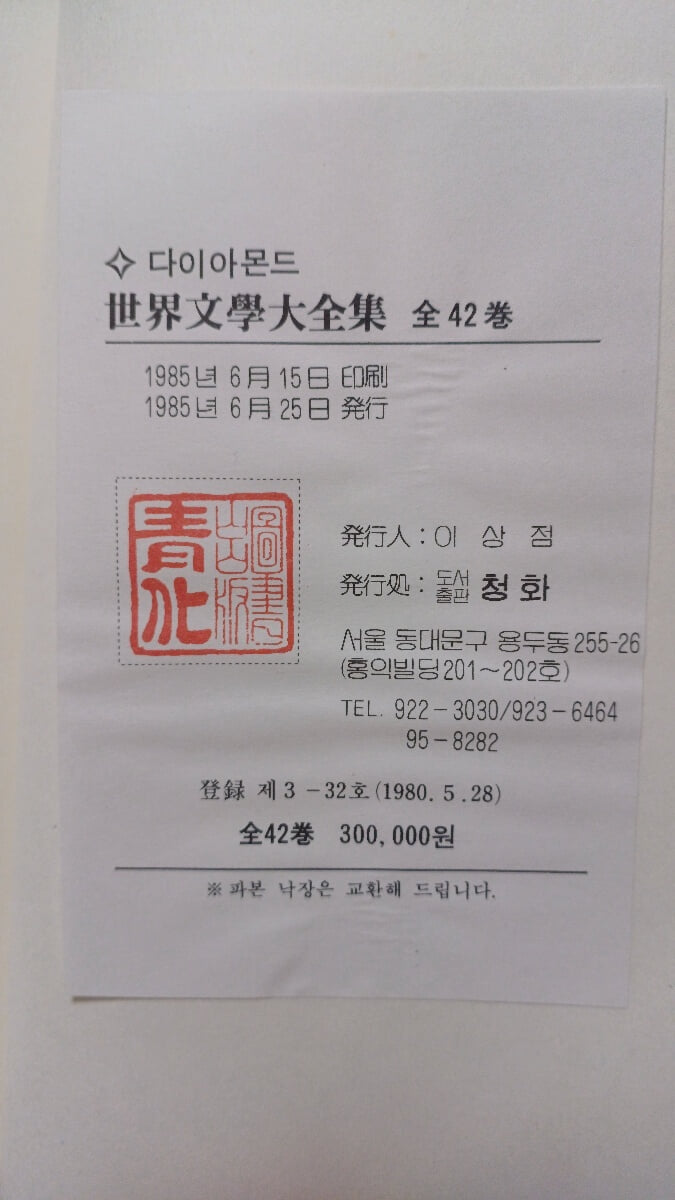 ✧ 다이아몬드
世界文學大全集 全42巻
1985년 6月 15日 印刷
1985년 6月 25日 発行
青化
発行人 : 이 상 점
発行処 : 도서출판 청화
서울 동대문구 용두동 255-26
(홍익빌딩 201～202호)
TEL. 922－3030/923－6464
95－8282
登録 제3－32호(1980. 5.28)
全42巻 300,000원
※ 파본 낙장은 교환해 드립니다.